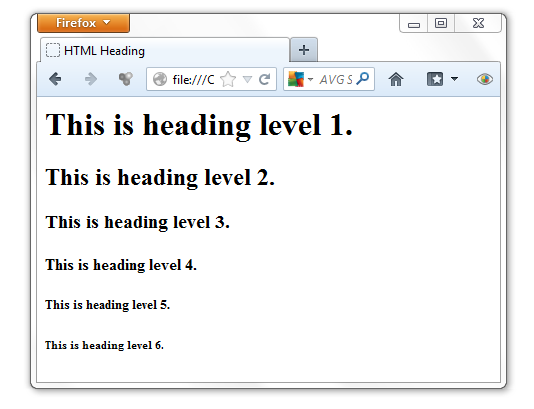 Firefox
HTML Heading
file:///C
AVG S
This is heading level 1.
This is heading level 2.
This is heading level 3.
This is heading level 4.
This is heading level 5.
This is heading level 6.